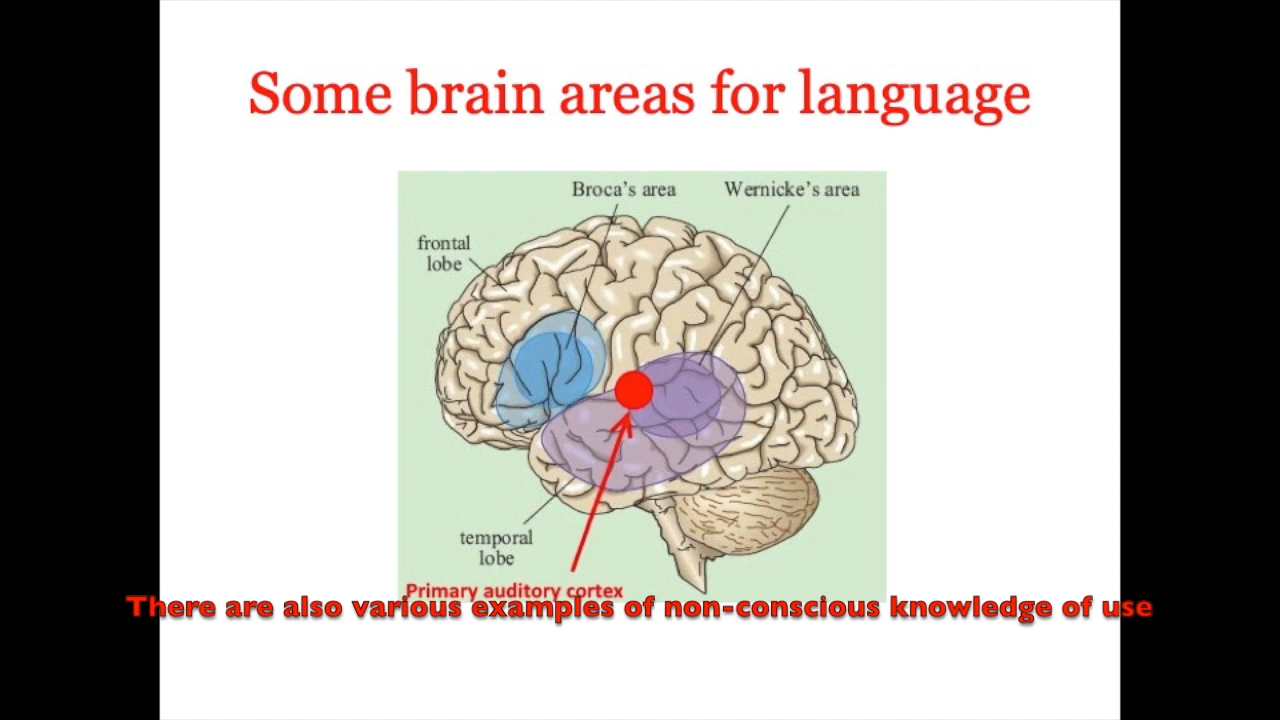 Some brain areas for language
Broca's area
Wernicke's area
frontal
lobe
temporal
lobe
Primary auditory cortex
There are also various examples of non-conscious knowledge of use